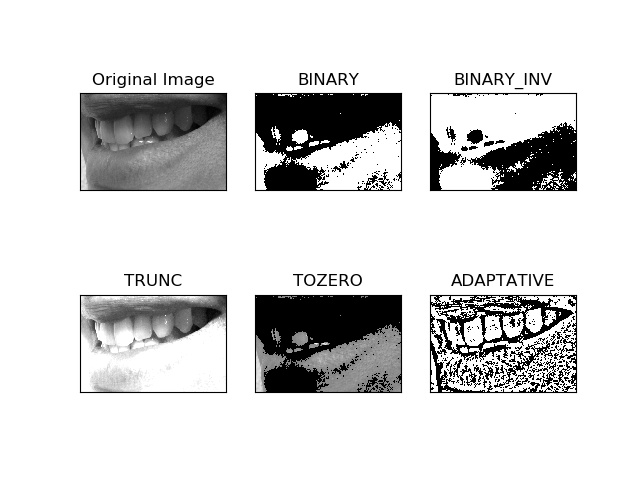 Original Image
BINARY
BINARY_INV
TRUNC
TOZERO
ADAPTATIVE